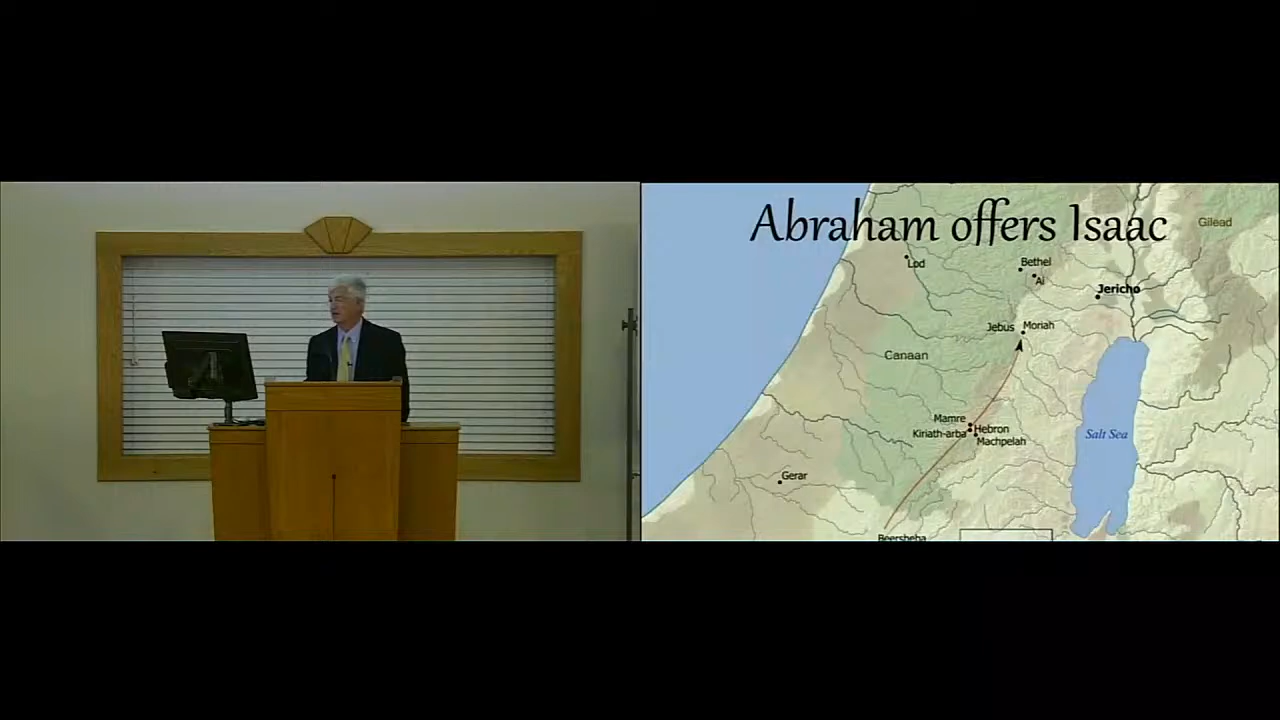 Abraham offers Isaac
Gilead
Lod
Bethel
Ai
Jericho
Jebus
Moriah
Canaan
Mamre
Hebron
Kiriath-arba
Machpelah
Salt Sea
Gerar
Beersheba